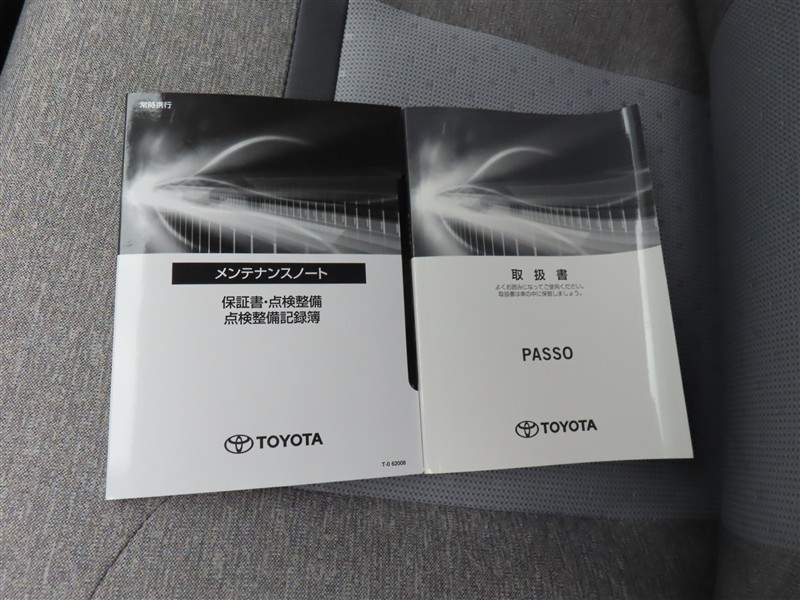 常時携行
メンテナンスノート
保証書・点検整備
点検整備記録簿
TOYOTA
T-0 62008
取扱書
よくお読みになってご使用ください。
取扱書は車の中に保管しましょう。
PASSO
TOYOTA